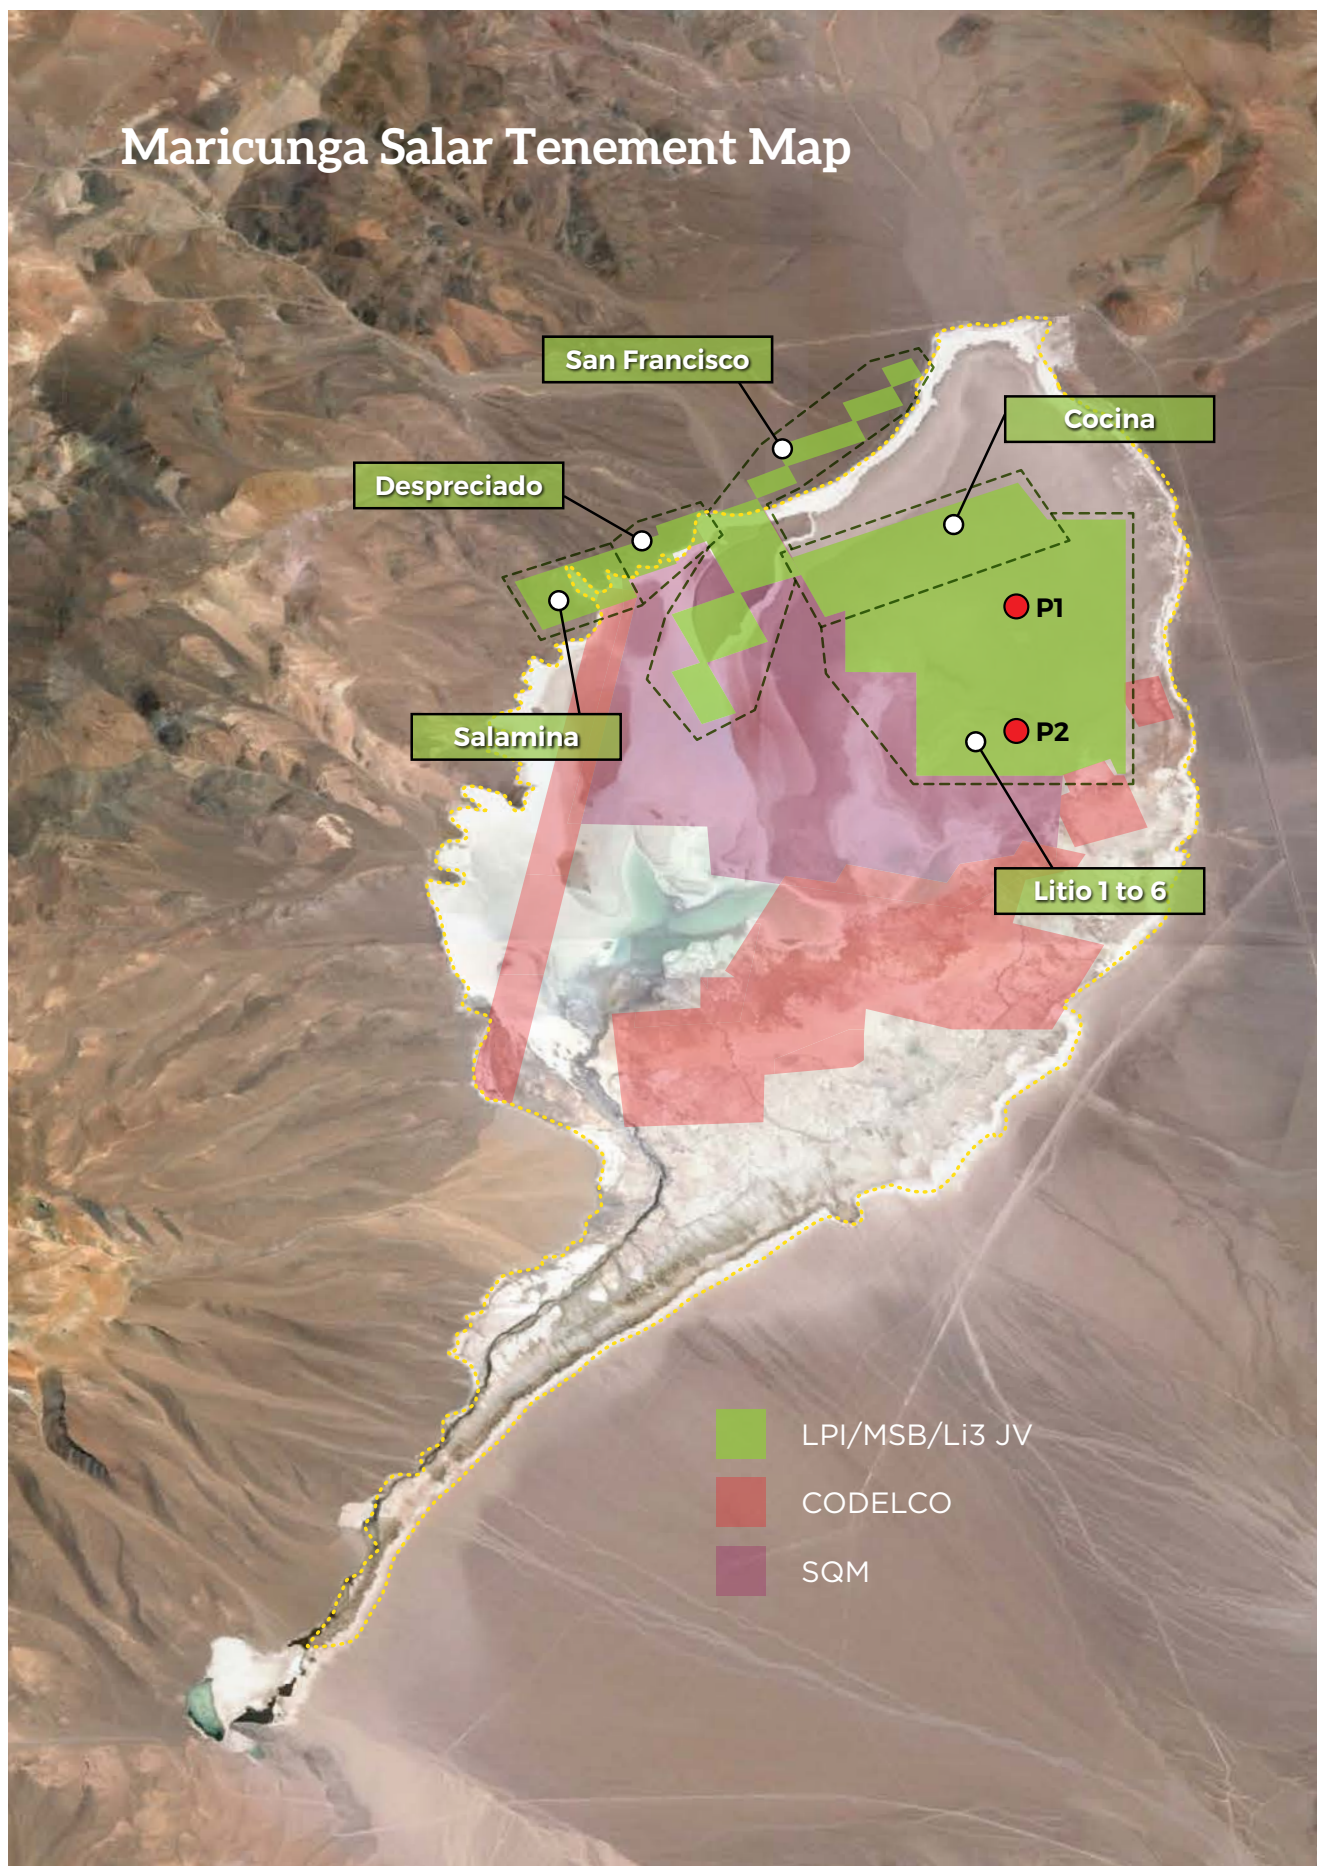 Maricunga Salar Tenement Map
San Francisco
Cocina
Despreciado
P1
Salamina
P2
Litio 1 to 6
LPI/MSB/Li3 JV
CODELCO
SQM